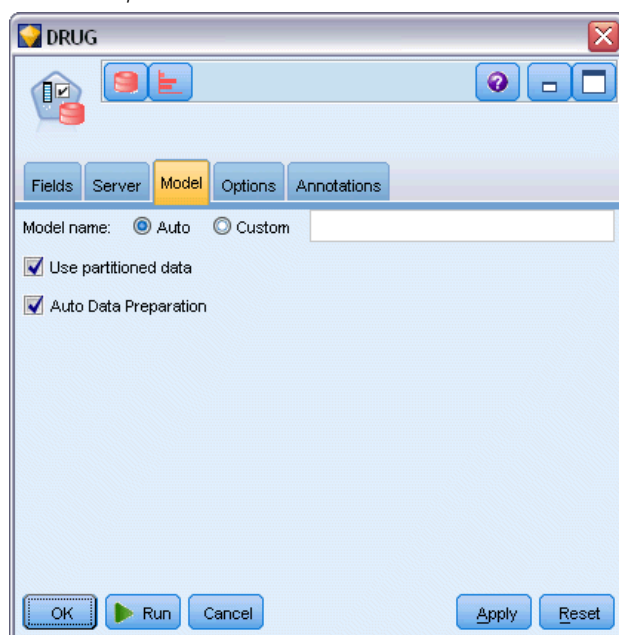 DRUG
Fields Server Model Options Annotations
Model name: Auto Custom
Use partitioned data
Auto Data Preparation
OK Run Cancel Apply Reset